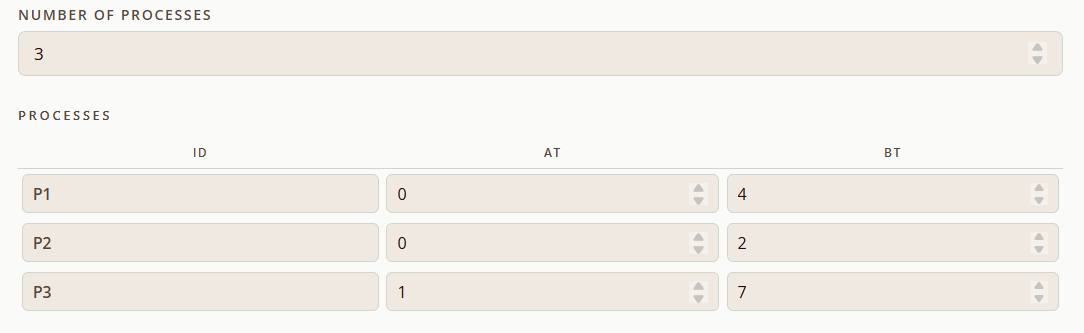 NUMBER OF PROCESSES
3
PROCESSES
ID AT BT
P1 0 4
P2 0 2
P3 1 7